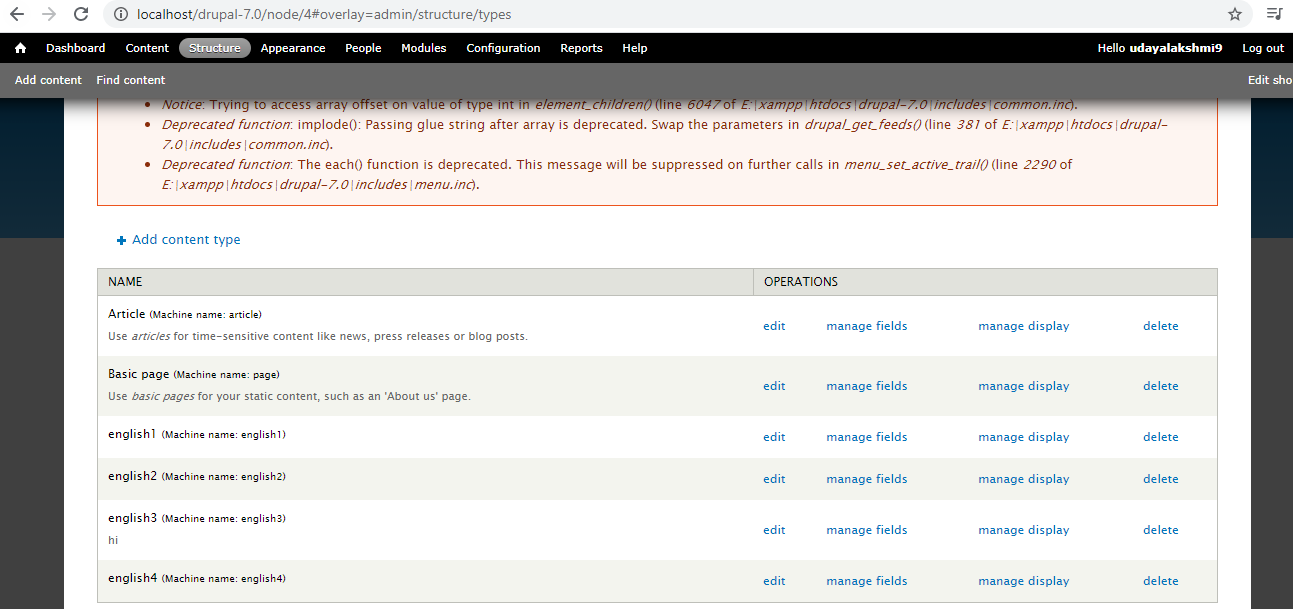 localhost/drupal-7.0/node/4#overlay=admin/structure/types
Dashboard Content Structure Appearance People Modules Configuration Reports Help Hello udayalakshmi9 Log out
Add content Find content Edit sho
• Notice: Trying to access array offset on value of type int in element_children() (line 6047 of E:\xampp\htdocs\drupal-7.0\includes\common.inc).
• Deprecated function: implode(): Passing glue string after array is deprecated. Swap the parameters in drupal_get_feeds() (line 381 of E:\xampp\htdocs\drupal-
7.0\includes\common.inc).
• Deprecated function: The each() function is deprecated. This message will be suppressed on further calls in menu_set_active_trail() (line 2290 of
E:\xampp\htdocs\drupal-7.0\includes\menu.inc).
Add content type
NAME OPERATIONS
Article (Machine name: article)
Use articles for time-sensitive content like news, press releases or blog posts.
edit manage fields manage display delete
Basic page (Machine name: page)
Use basic pages for your static content, such as an 'About us' page.
edit manage fields manage display delete
english1 (Machine name: english1) edit manage fields manage display delete
english2 (Machine name: english2) edit manage fields manage display delete
english3 (Machine name: english3)
hi
edit manage fields manage display delete
english4 (Machine name: english4) edit manage fields manage display delete